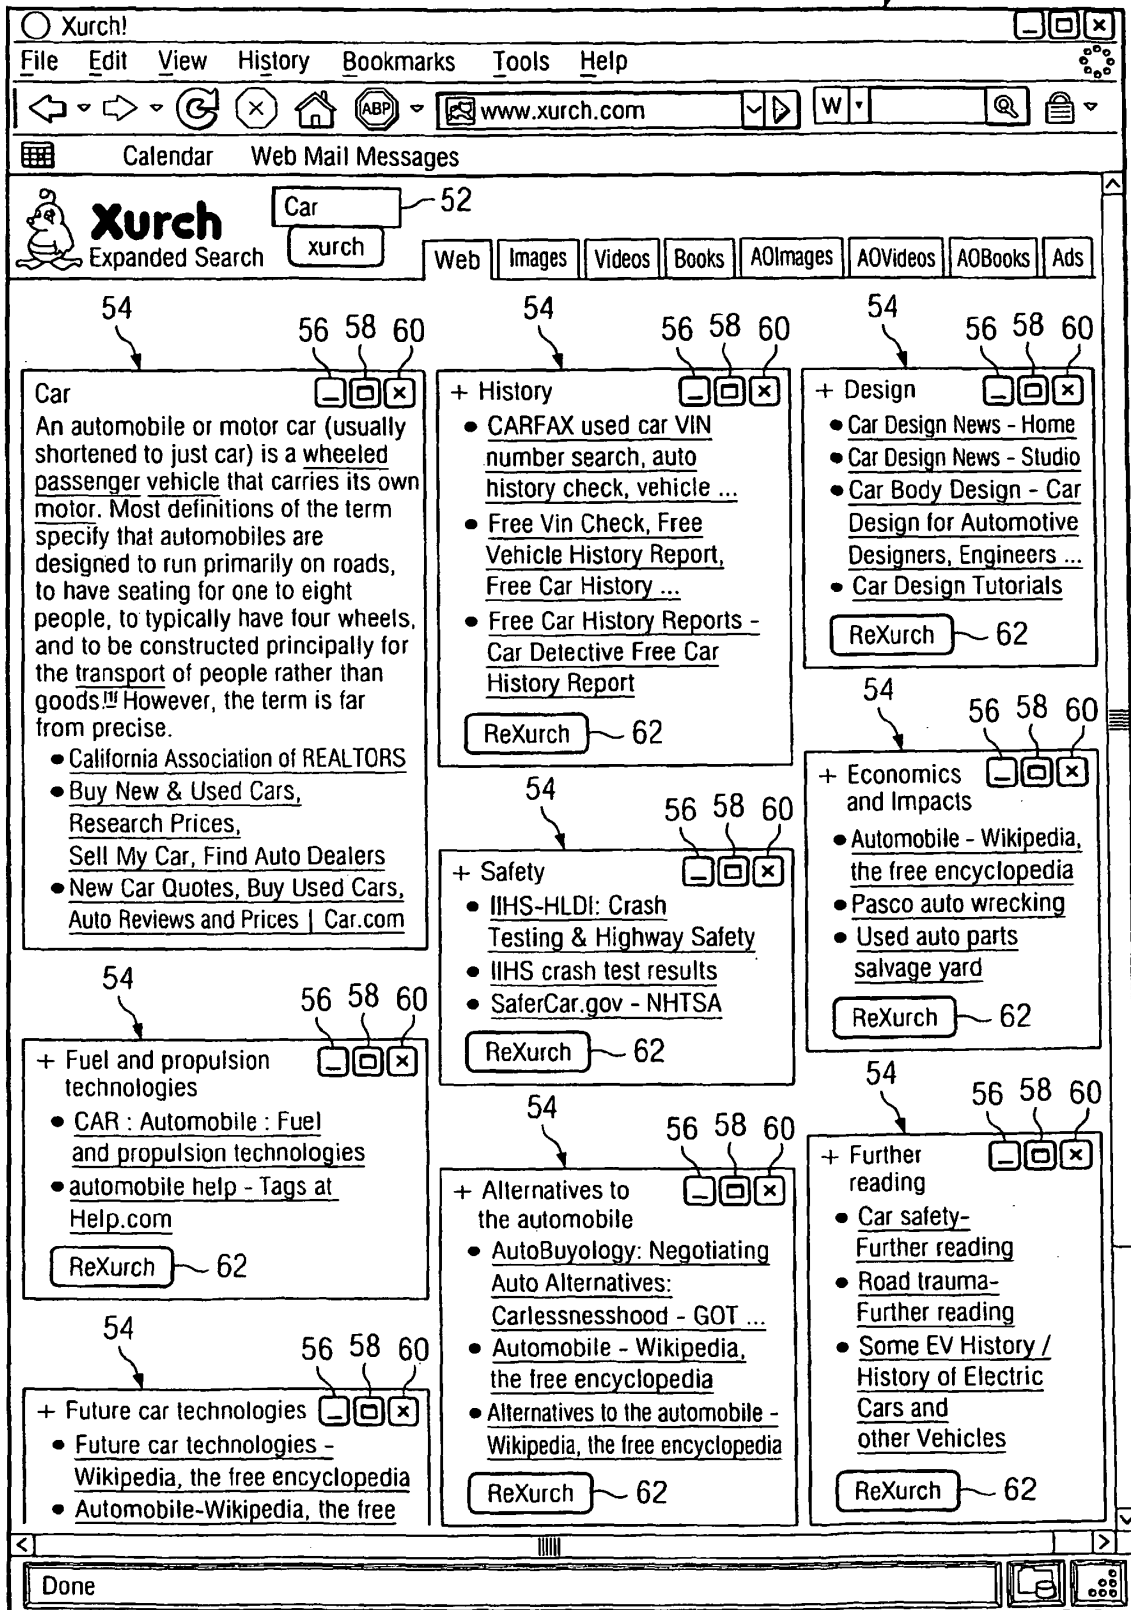 Xurch!
File Edit View History Bookmarks Tools Help
ABP www.xurch.com W
Calendar Web Mail Messages
Xurch
Expanded Search
Car 52
xurch
Web Images Videos Books AOImages AOVideos AOBooks Ads
54
56 58 60
Car
An automobile or motor car (usually
shortened to just car) is a wheeled
passenger vehicle that carries its own
motor. Most definitions of the term
specify that automobiles are
designed to run primarily on roads,
to have seating for one to eight
people, to typically have four wheels,
and to be constructed principally for
the transport of people rather than
goods.[1] However, the term is far
from precise.
• California Association of REALTORS
• Buy New & Used Cars,
Research Prices,
Sell My Car, Find Auto Dealers
• New Car Quotes, Buy Used Cars,
Auto Reviews and Prices | Car.com
54
56 58 60
+ Fuel and propulsion
technologies
• CAR : Automobile : Fuel
and propulsion technologies
• automobile help - Tags at
Help.com
ReXurch 62
54
56 58 60
+ Future car technologies
• Future car technologies -
Wikipedia, the free encyclopedia
• Automobile-Wikipedia, the free
54
56 58 60
+ History
• CARFAX used car VIN
number search, auto
history check, vehicle ...
• Free Vin Check, Free
Vehicle History Report,
Free Car History ...
• Free Car History Reports -
Car Detective Free Car
History Report
ReXurch 62
54
56 58 60
+ Safety
• IIHS-HLDI: Crash
Testing & Highway Safety
• IIHS crash test results
• SaferCar.gov - NHTSA
ReXurch 62
54
56 58 60
+ Alternatives to
the automobile
• AutoBuyology: Negotiating
Auto Alternatives:
Carlessnesshood - GOT ...
• Automobile - Wikipedia,
the free encyclopedia
• Alternatives to the automobile -
Wikipedia, the free encyclopedia
ReXurch 62
54
56 58 60
+ Design
• Car Design News - Home
• Car Design News - Studio
• Car Body Design - Car
Design for Automotive
Designers, Engineers ...
• Car Design Tutorials
ReXurch 62
54
56 58 60
+ Economics
and Impacts
• Automobile - Wikipedia,
the free encyclopedia
• Pasco auto wrecking
• Used auto parts
salvage yard
ReXurch 62
54
56 58 60
+ Further
reading
• Car safety-
Further reading
• Road trauma-
Further reading
• Some EV History /
History of Electric
Cars and
other Vehicles
ReXurch 62
Done